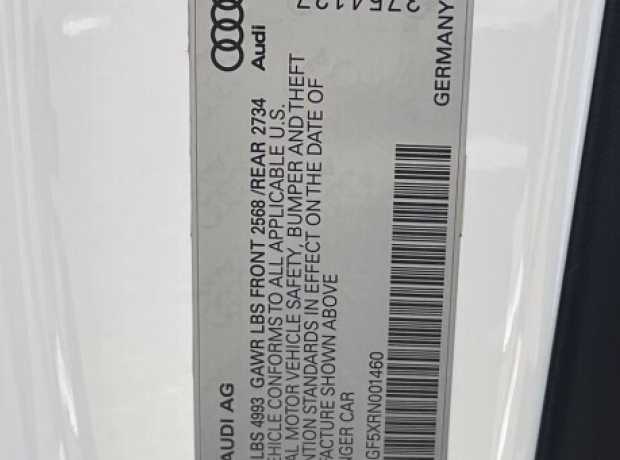 AUDI AG
LBS 4993 GAWR LBS FRONT 2568 /REAR 2734
EHICLE CONFORMS TO ALL APPLICABLE U.S.
AL MOTOR VEHICLE SAFETY, BUMPER AND THEFT
NTION STANDARDS IN EFFECT ON THE DATE OF
FACTURE SHOWN ABOVE
NGER CAR
GF5XRN001460
Audi
GERMANY